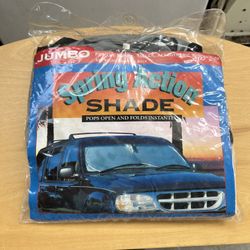 JUMBO
Spring Action
SHADE
POPS OPEN AND FOLDS INSTANTLY